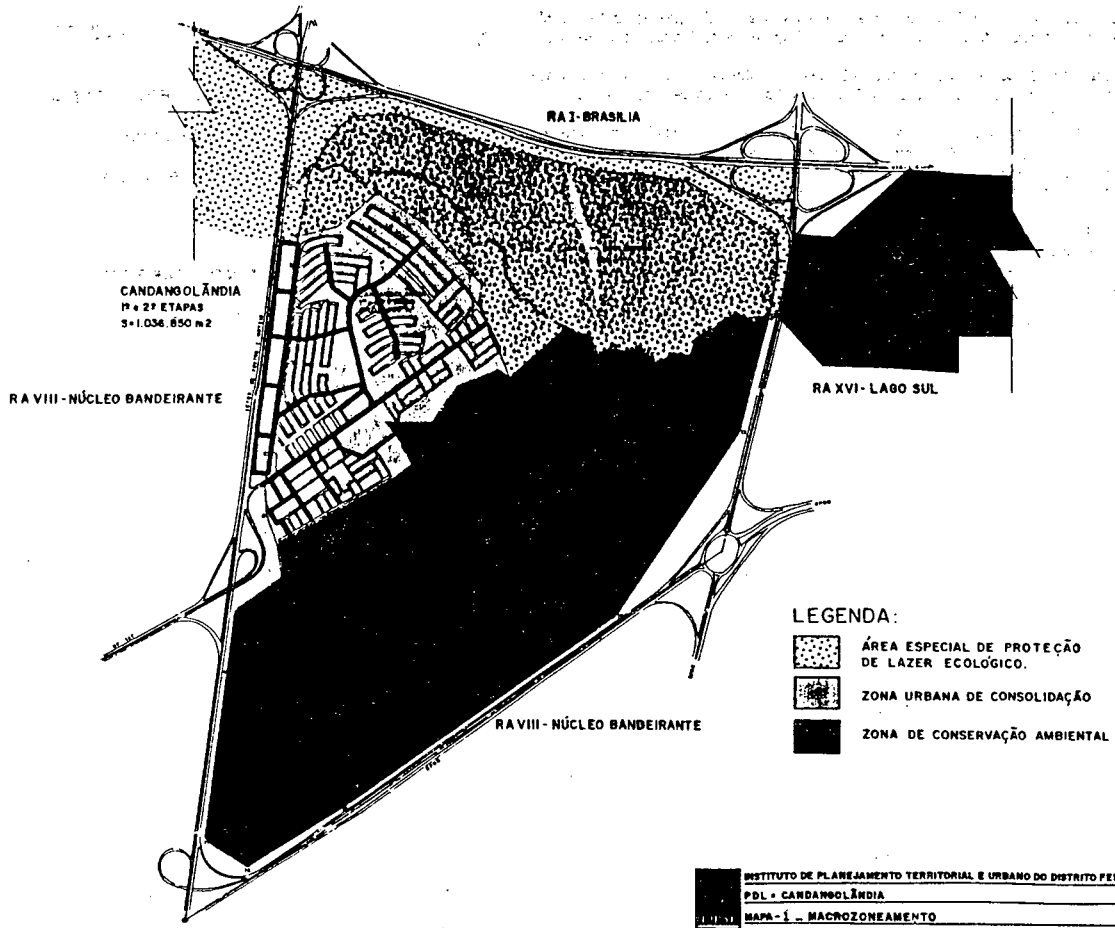 RA I - BRASÍLIA
CANDANGOLÂNDIA
1ª e 2ª ETAPAS
S=1.036.850 m2
RA VIII - NÚCLEO BANDEIRANTE
RA XVI - LAGO SUL
LEGENDA:
ÁREA ESPECIAL DE PROTEÇÃO
DE LAZER ECOLÓGICO.
ZONA URBANA DE CONSOLIDAÇÃO
RA VIII - NÚCLEO BANDEIRANTE
ZONA DE CONSERVAÇÃO AMBIENTAL
INSTITUTO DE PLANEJAMENTO TERRITORIAL E URBANO DO DISTRITO FE
PDL - CANDANGOLÂNDIA
MAPA-1 - MACROZONEAMENTO